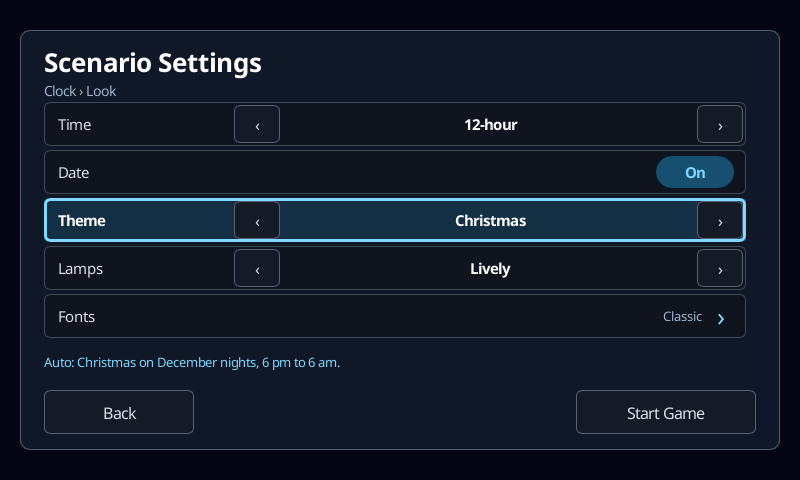 Scenario Settings
Clock › Look
Time ‹ 12-hour ›
Date On
Theme ‹ Christmas ›
Lamps ‹ Lively ›
Fonts Classic ›
Auto: Christmas on December nights, 6 pm to 6 am.
Back Start Game